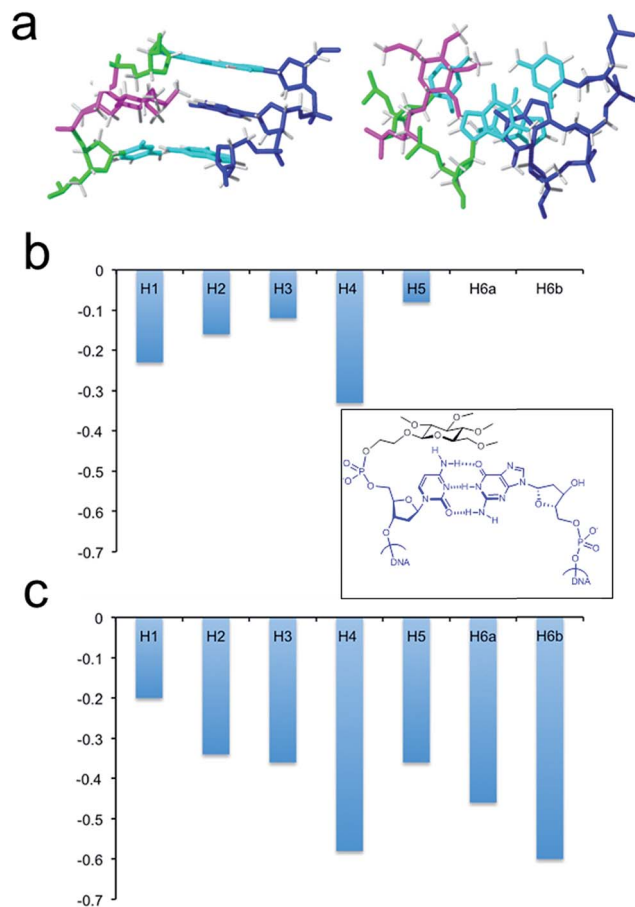 a
b
0
-0.1
-0.2
-0.3
-0.4
-0.5
-0.6
-0.7
H1 H2 H3 H4 H5 H6a H6b
O O O O O O
O O P O⁻ O
H N H O N
N N H N N OH
O N O H N H O
O O
DNA
O P O⁻ O
DNA
c
0
-0.1
-0.2
-0.3
-0.4
-0.5
-0.6
-0.7
H1 H2 H3 H4 H5 H6a H6b